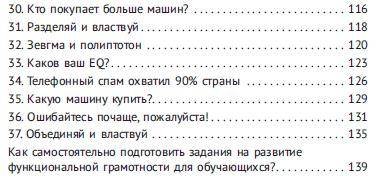 30. Кто покупает больше машин? . . . . . . . . . . . . . . . . . . . . . . . . . . 116
31. Разделяй и властвуй . . . . . . . . . . . . . . . . . . . . . . . . . . . . . . . . . 118
32. Зевгма и полиптотон . . . . . . . . . . . . . . . . . . . . . . . . . . . . . . . . 120
33. Каков ваш EQ? . . . . . . . . . . . . . . . . . . . . . . . . . . . . . . . . . . . . . . 123
34. Телефонный спам охватил 90% страны . . . . . . . . . . . . . . . 126
35. Какую машину купить? . . . . . . . . . . . . . . . . . . . . . . . . . . . . . . 129
36. Ошибайтесь почаще, пожалуйста! . . . . . . . . . . . . . . . . . . . . . 131
37. Объединяй и властвуй . . . . . . . . . . . . . . . . . . . . . . . . . . . . . . . 135
Как самостоятельно подготовить задания на развитие
функциональной грамотности для обучающихся? . . . . . . . . . . . . 139